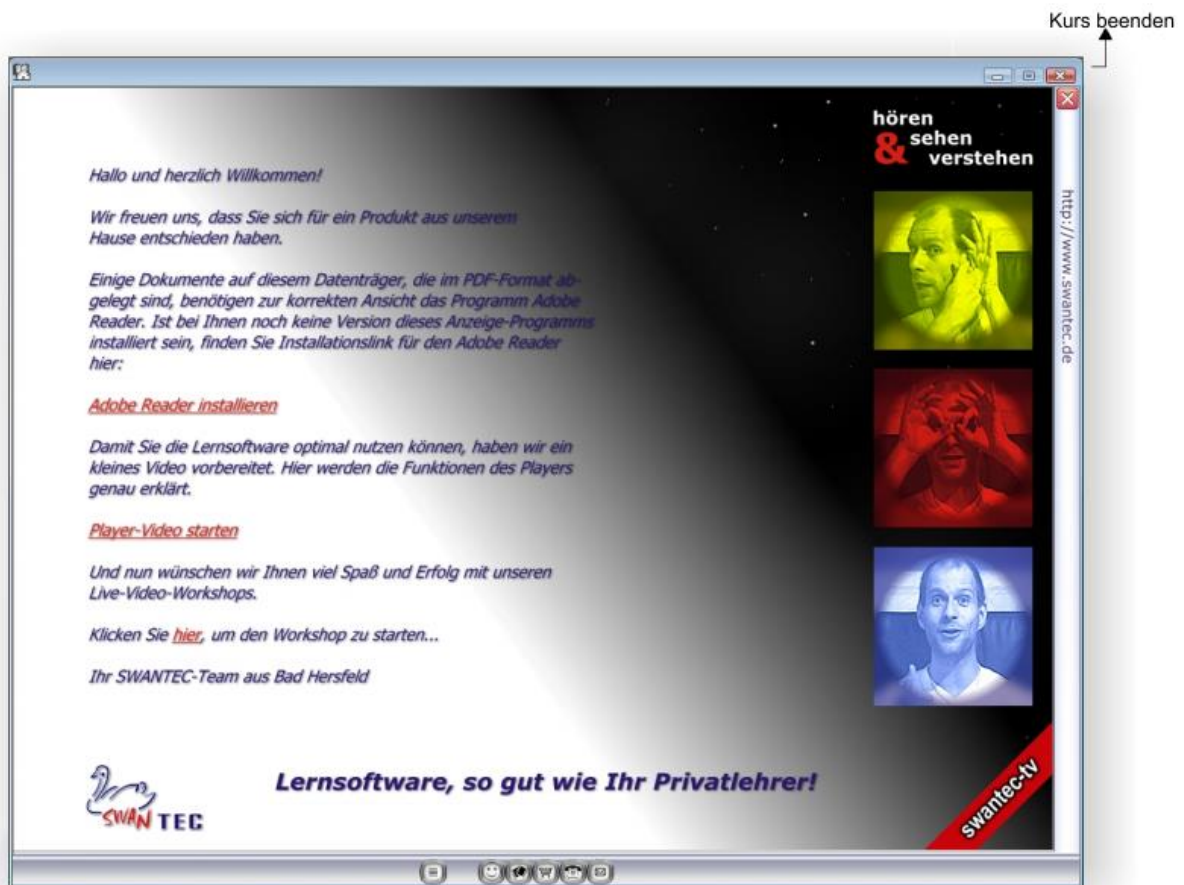 Kurs beenden
hören
& sehen
verstehen
Hallo und herzlich Willkommen!
Wir freuen uns, dass Sie sich für ein Produkt aus unserem
Hause entschieden haben.
Einige Dokumente auf diesem Datenträger, die im PDF-Format ab-
gelegt sind, benötigen zur korrekten Ansicht das Programm Adobe
Reader. Ist bei Ihnen noch keine Version dieses Anzeige-Programms
installiert sein, finden Sie Installationslink für den Adobe Reader
hier:
Adobe Reader installieren
Damit Sie die Lernsoftware optimal nutzen können, haben wir ein
kleines Video vorbereitet. Hier werden die Funktionen des Players
genau erklärt.
Player-Video starten
Und nun wünschen wir Ihnen viel Spaß und Erfolg mit unseren
Live-Video-Workshops.
Klicken Sie hier, um den Workshop zu starten...
Ihr SWANTEC-Team aus Bad Hersfeld
http://www.swantec.de
Lernsoftware, so gut wie Ihr Privatlehrer!
SWANTEC
swantec-tv